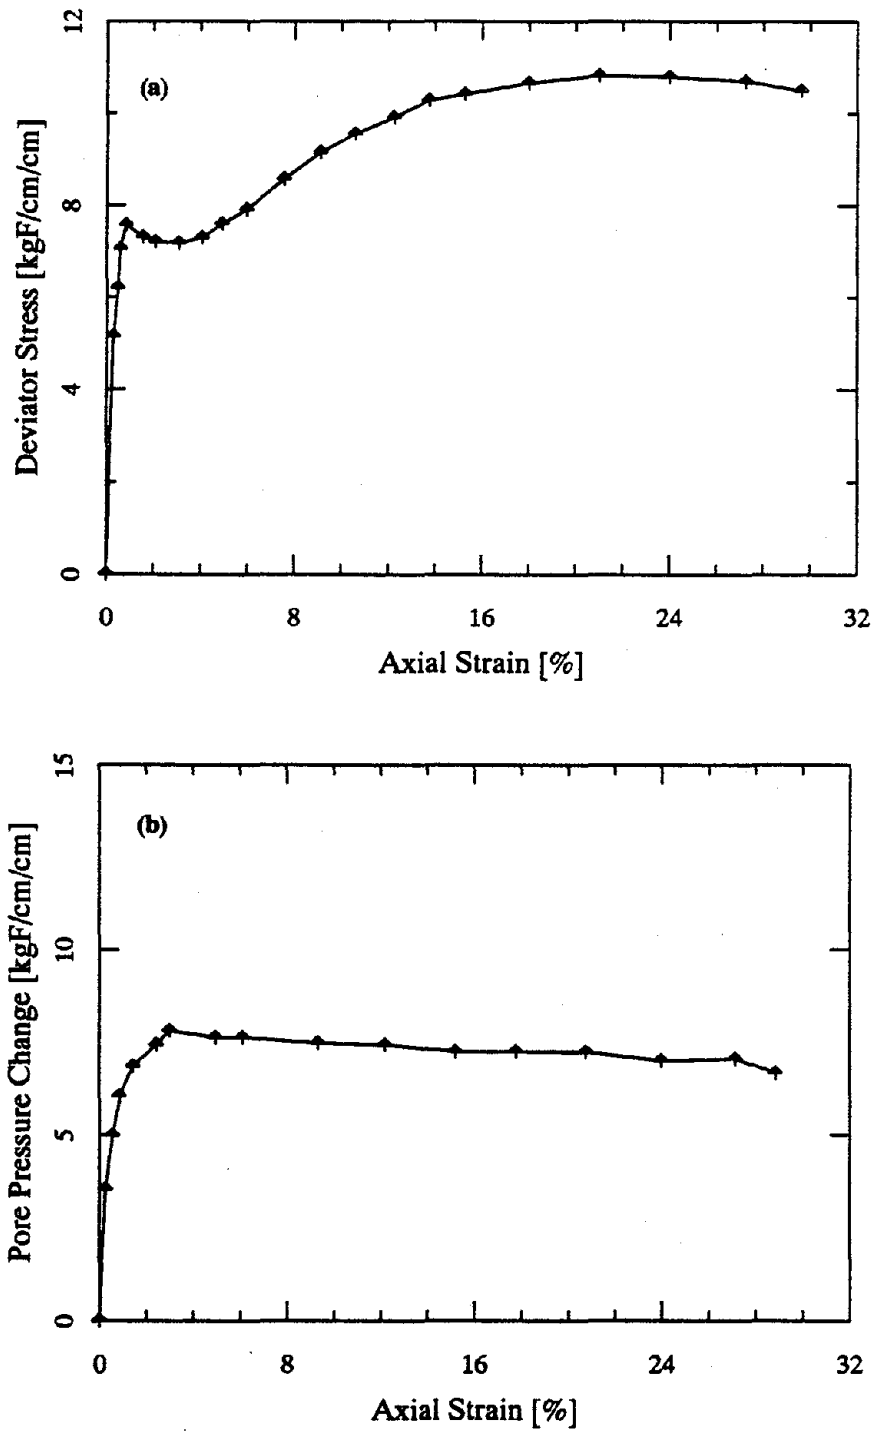 12
(a)
8
4
0
Deviator Stress [kgF/cm/cm]
0 8 16 24 32
Axial Strain [%]
15
(b)
10
5
0
Pore Pressure Change [kgF/cm/cm]
0 8 16 24 32
Axial Strain [%]